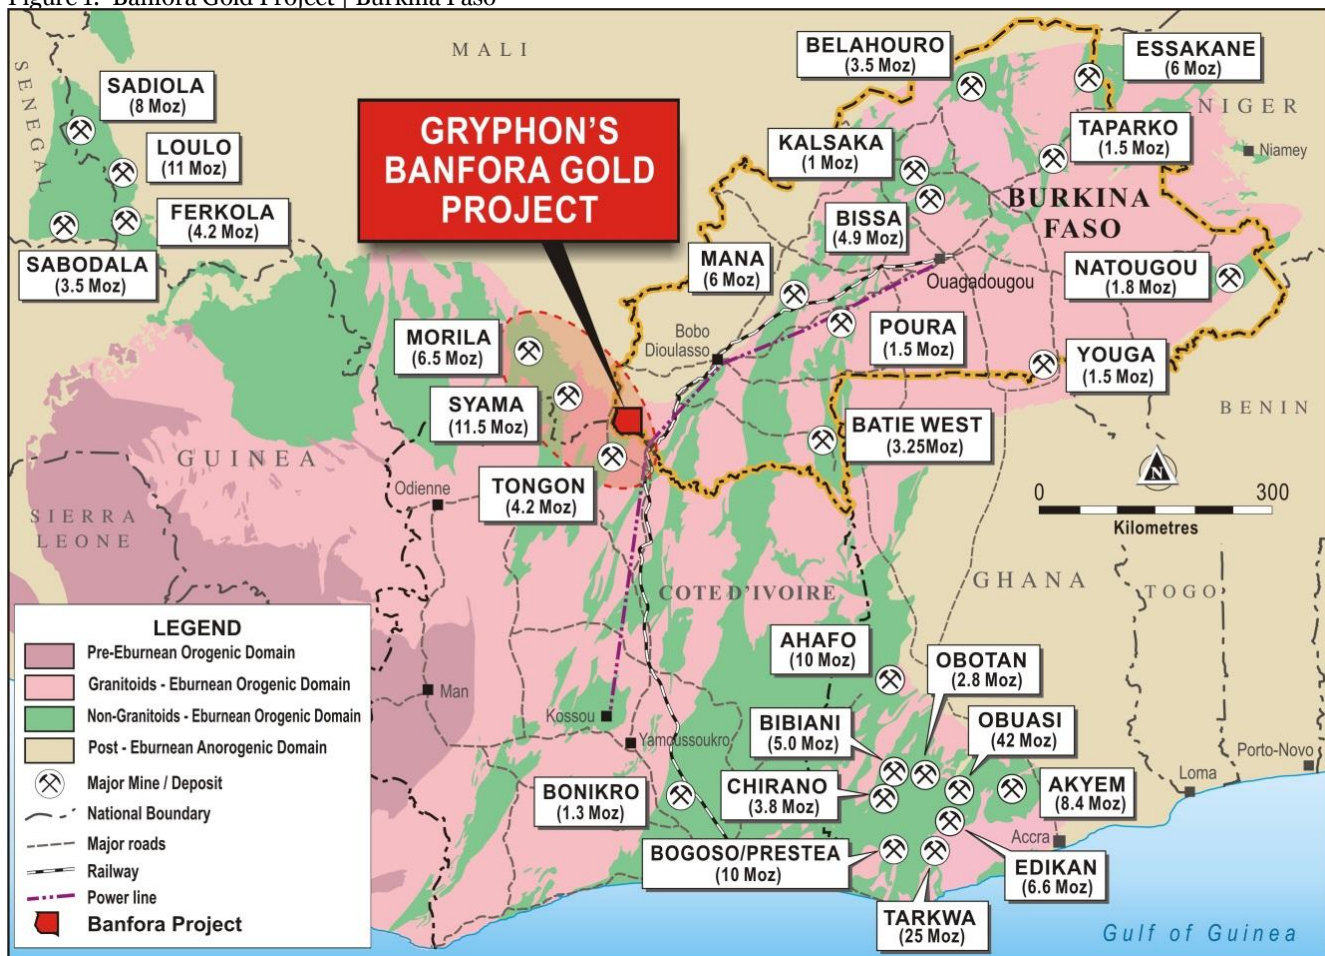 Figure 1: Banfora Gold Project | Burkina Faso
MALI
SENEGAL
SADIOLA
(8 Moz)
LOULO
(11 Moz)
FERKOLA
(4.2 Moz)
SABODALA
(3.5 Moz)
GRYPHON'S
BANFORA GOLD
PROJECT
BELAHOURO
(3.5 Moz)
ESSAKANE
(6 Moz)
NIGER
Niamey
KALSAKA
(1 Moz)
TAPARKO
(1.5 Moz)
BURKINA
FASO
BISSA
(4.9 Moz)
MANA
(6 Moz)
Ouagadougou
NATOUGOU
(1.8 Moz)
Bobo
Dioulasso
POURA
(1.5 Moz)
YOUGA
(1.5 Moz)
MORILA
(6.5 Moz)
SYAMA
(11.5 Moz)
BATIE WEST
(3.25Moz)
BENIN
TONGON
(4.2 Moz)
GUINEA
Odienne
SIERRA
LEONE
N
0 300
Kilometres
COTE D'IVOIRE
GHANA
TOGO
AHAFO
(10 Moz)
OBOTAN
(2.8 Moz)
BIBIANI
(5.0 Moz)
OBUASI
(42 Moz)
Man
Kossou
Yamoussoukro
BONIKRO
(1.3 Moz)
CHIRANO
(3.8 Moz)
AKYEM
(8.4 Moz)
Porto-Novo
Loma
Accra
BOGOSO/PRESTEA
(10 Moz)
EDIKAN
(6.6 Moz)
TARKWA
(25 Moz)
Gulf of Guinea
LEGEND
Pre-Eburnean Orogenic Domain
Granitoids - Eburnean Orogenic Domain
Non-Granitoids - Eburnean Orogenic Domain
Post - Eburnean Anorogenic Domain
Major Mine / Deposit
National Boundary
Major roads
Railway
Power line
Banfora Project